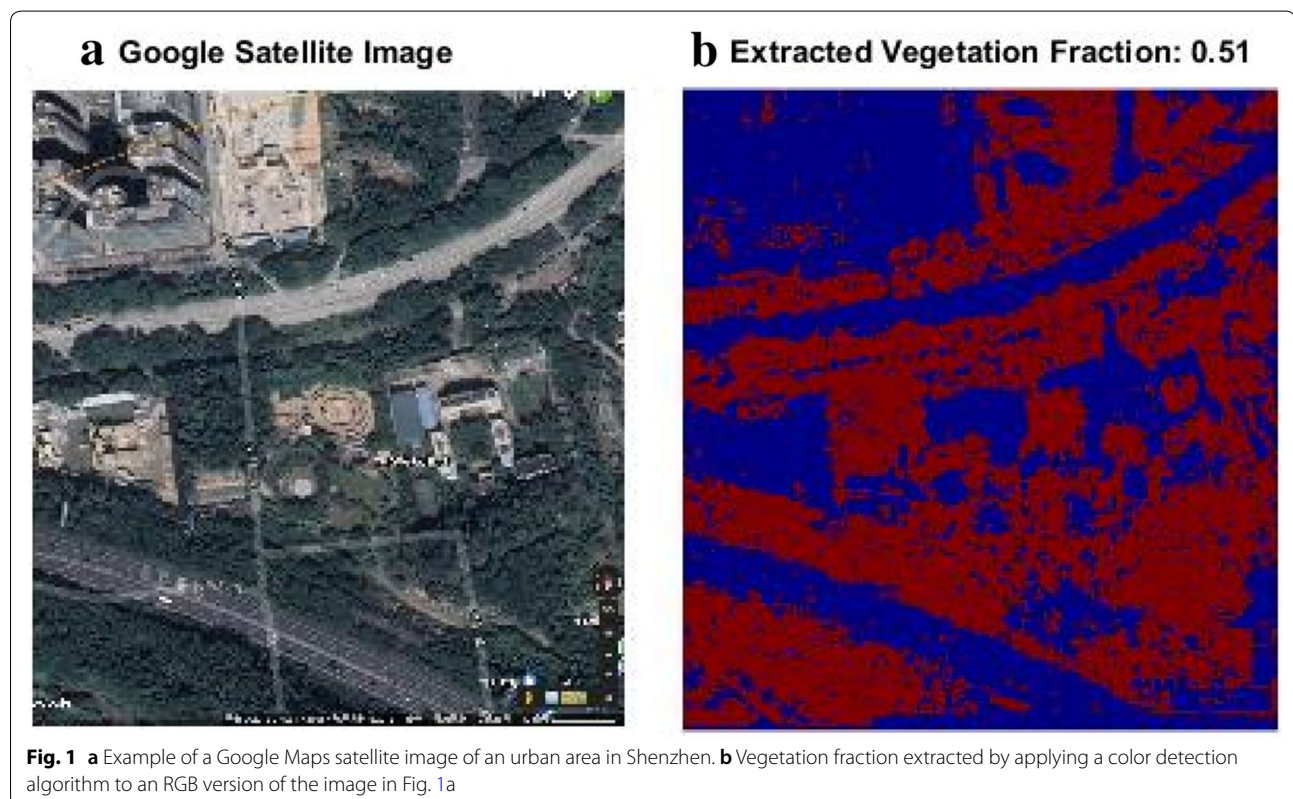 a Google Satellite Image
b Extracted Vegetation Fraction: 0.51
Fig. 1 a Example of a Google Maps satellite image of an urban area in Shenzhen. b Vegetation fraction extracted by applying a color detection
algorithm to an RGB version of the image in Fig. 1a